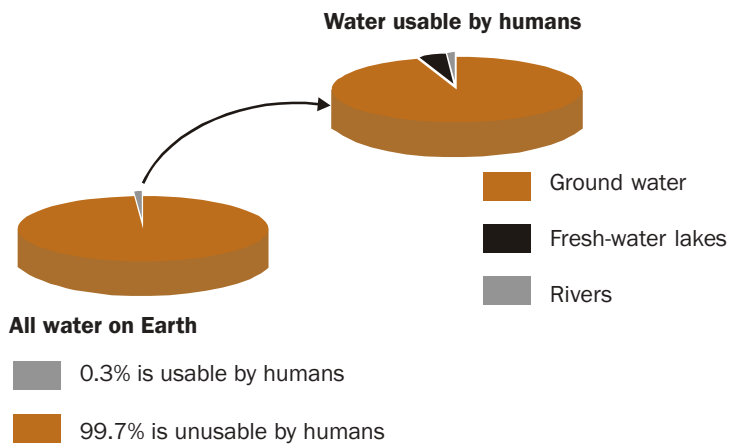 Water usable by humans
Ground water
Fresh-water lakes
Rivers
All water on Earth
0.3% is usable by humans
99.7% is unusable by humans